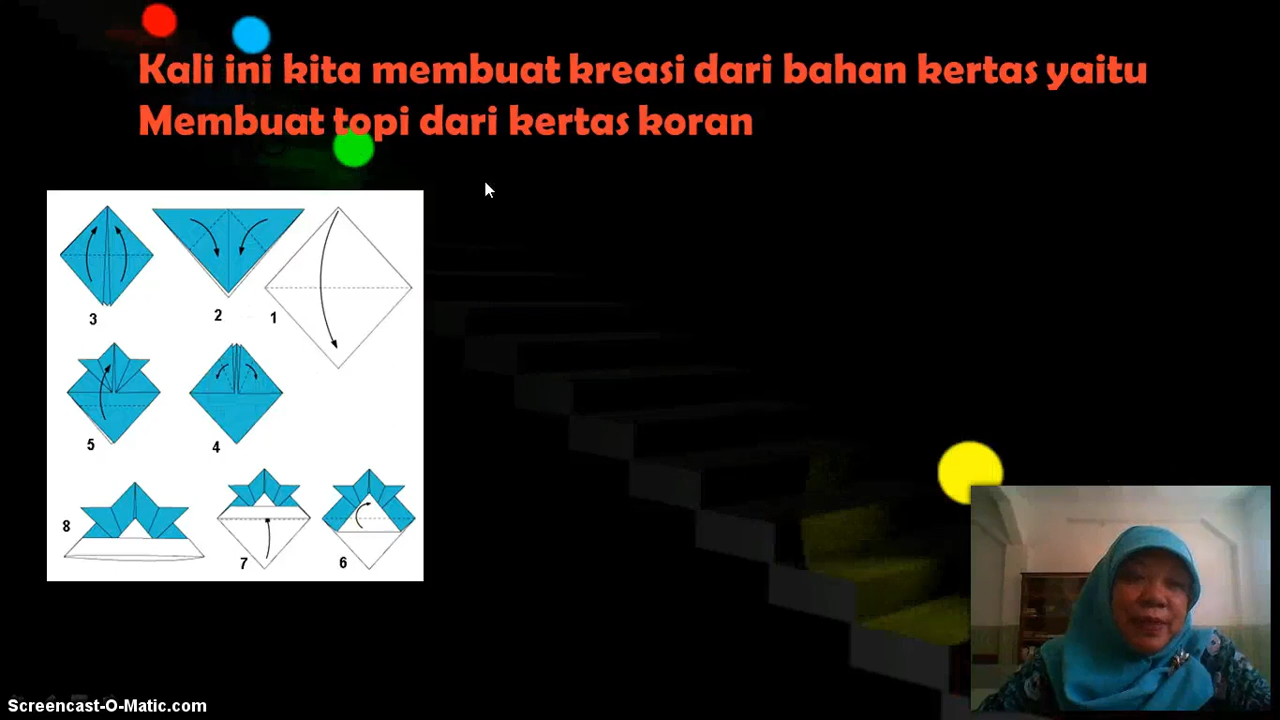 Kali ini kita membuat kreasi dari bahan kertas yaitu
Membuat topi dari kertas koran
3
2
1
5
4
8
7
6
Screencast-O-Matic.com